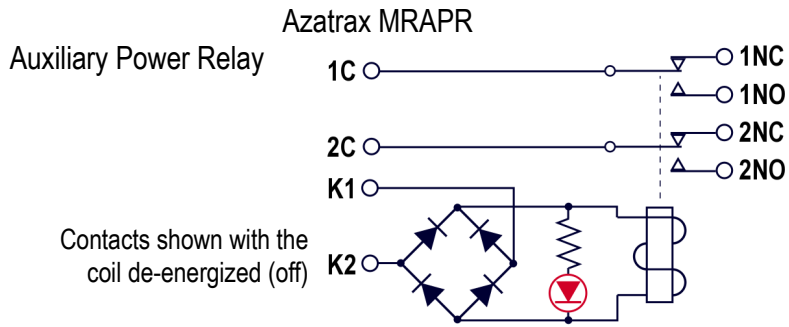 Azatrax MRAPR
Auxiliary Power Relay
1C
1NC
1NO
2C
2NC
2NO
K1
K2
Contacts shown with the
coil de-energized (off)